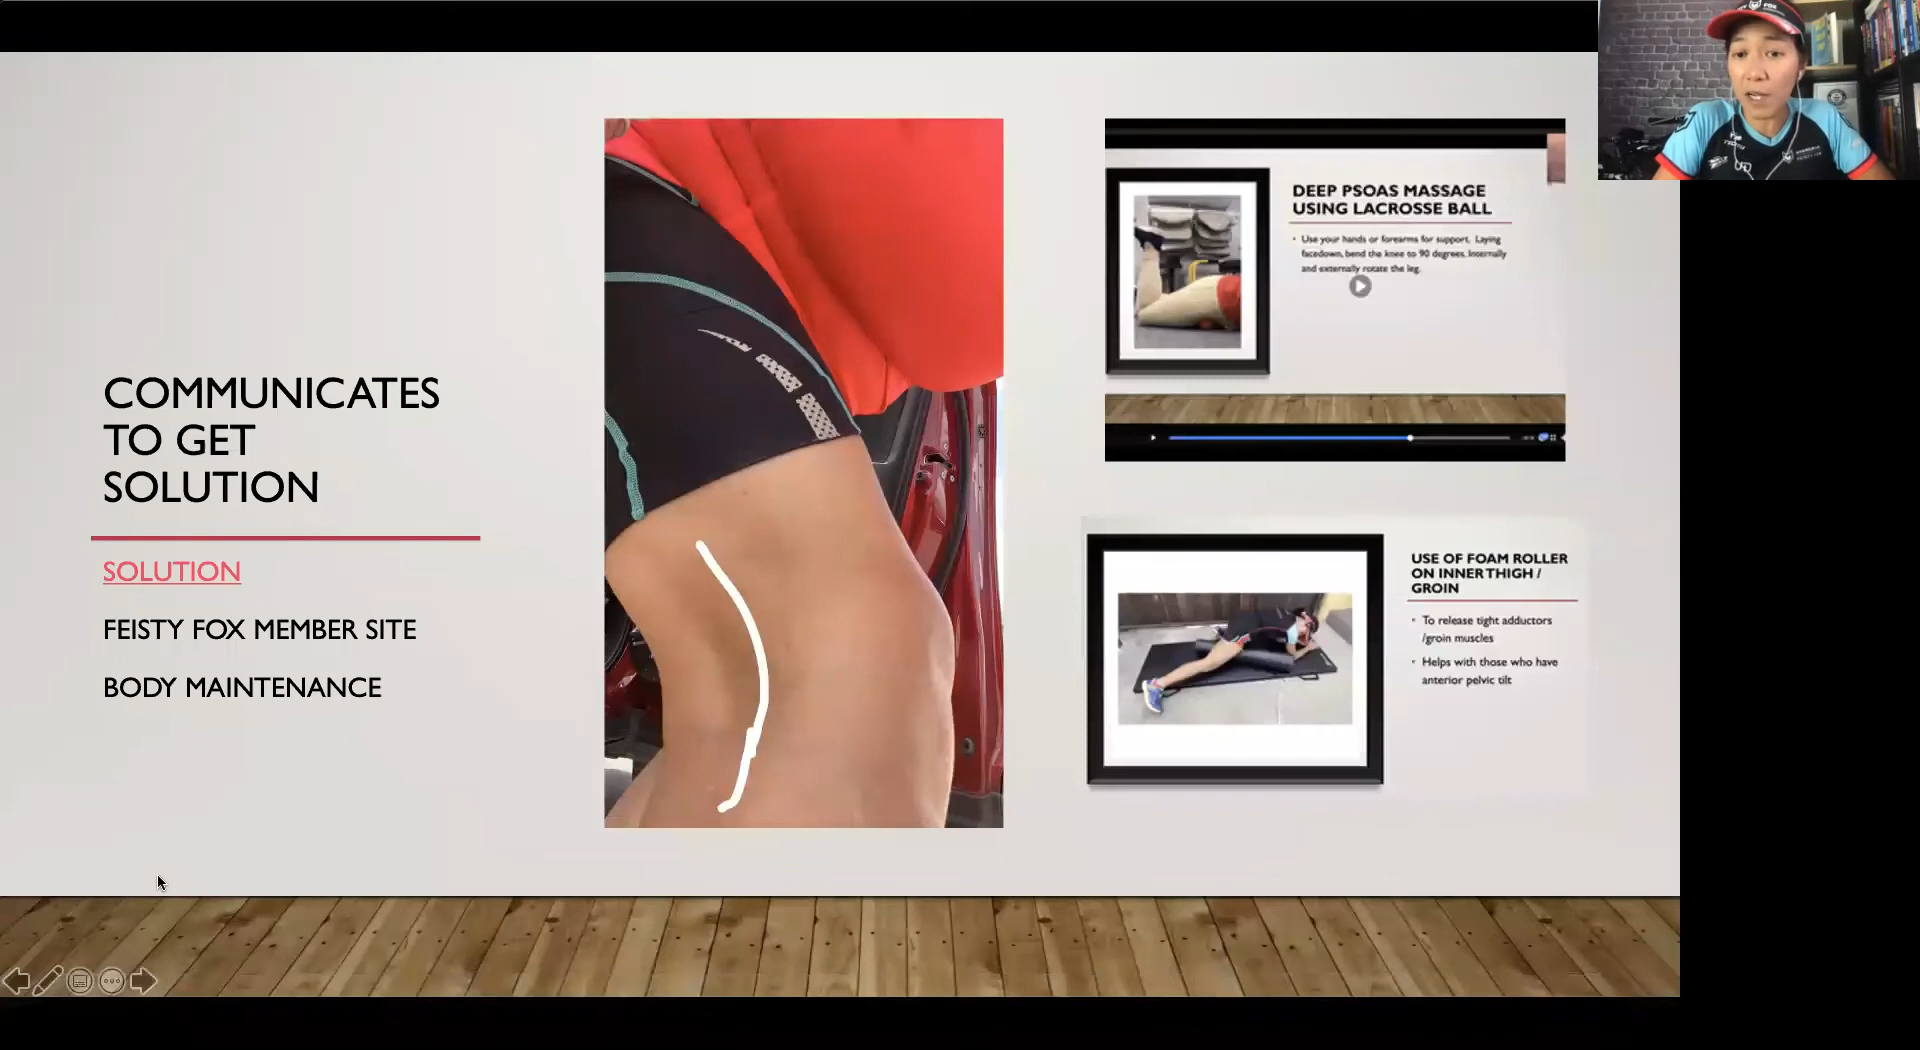 COMMUNICATES
TO GET
SOLUTION
SOLUTION
FEISTY FOX MEMBER SITE
BODY MAINTENANCE
DEEP PSOAS MASSAGE
USING LACROSSE BALL
• Use your hands or forearms for support. Laying
facedown, bend the knee to 90 degrees. Internally
and externally rotate the leg.
USE OF FOAM ROLLER
ON INNER THIGH /
GROIN
• To release tight adductors
/groin muscles
• Helps with those who have
anterior pelvic tilt
FOX